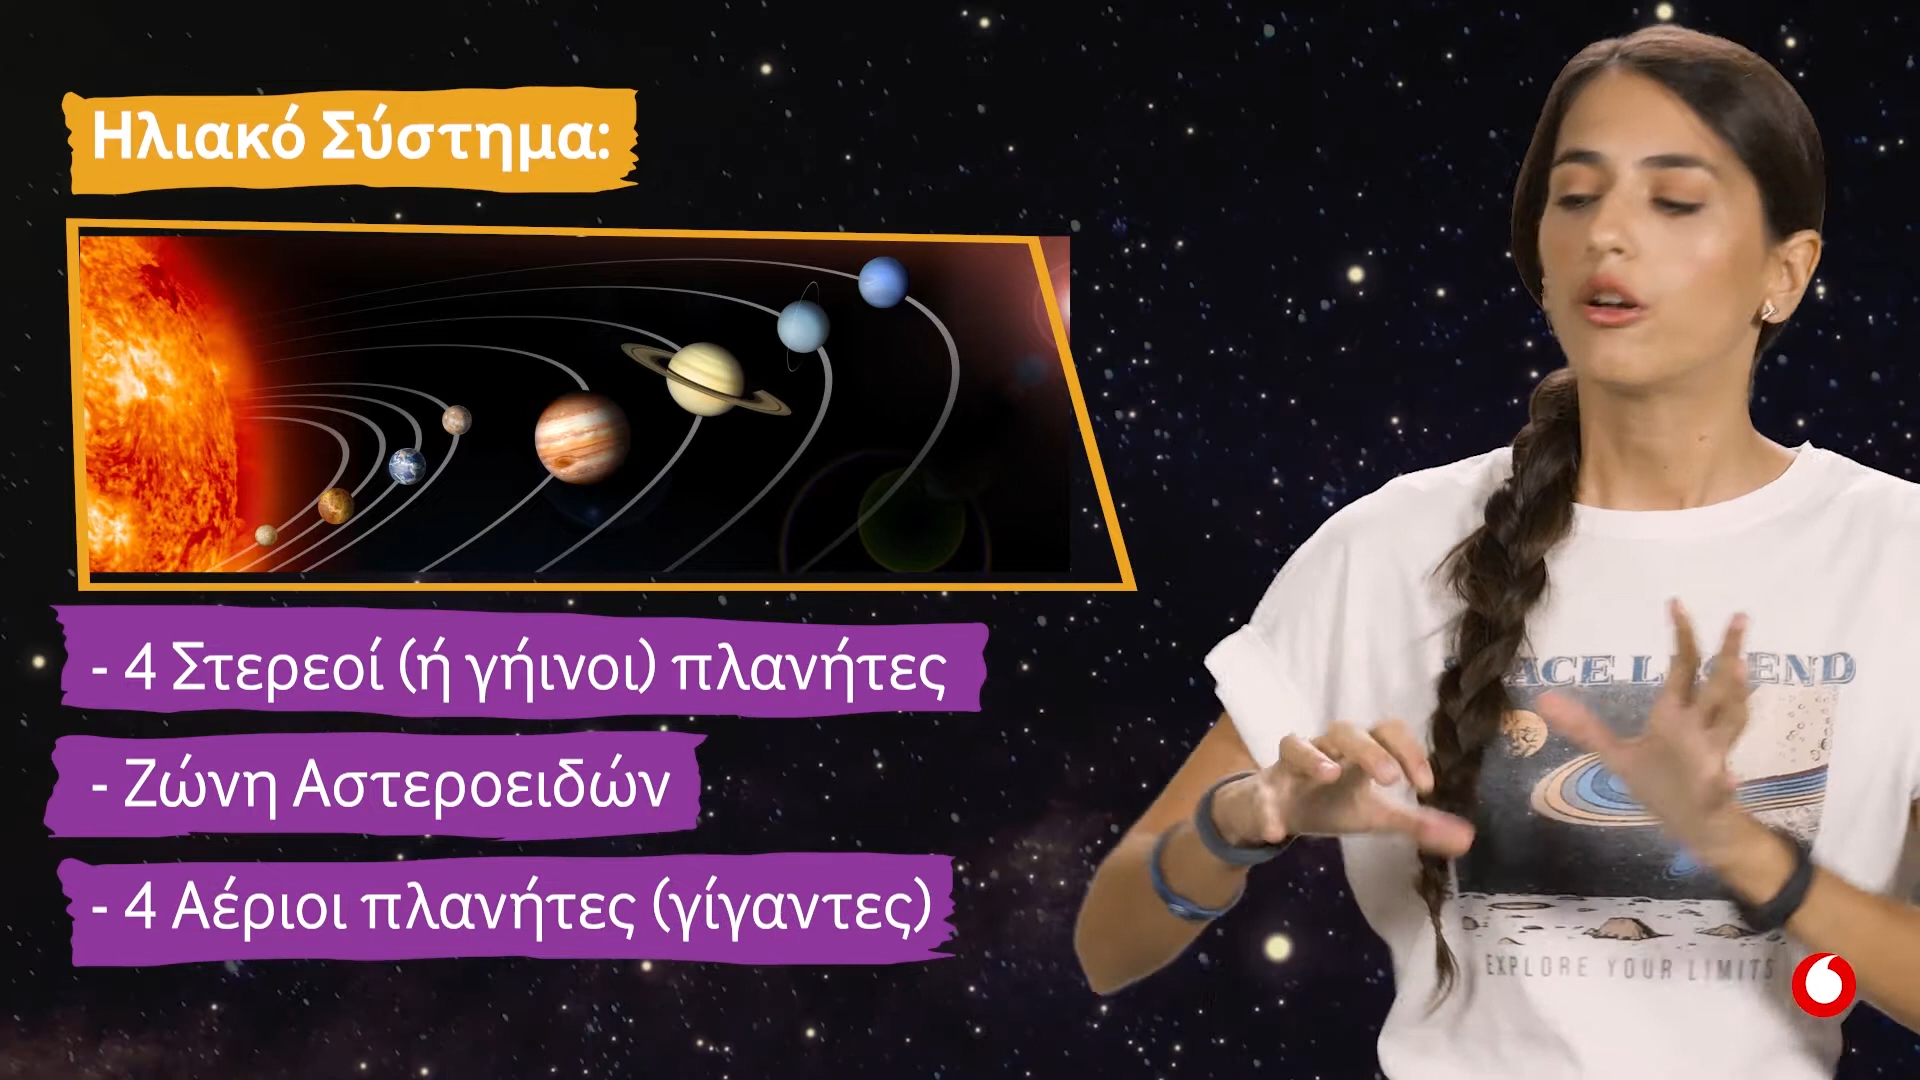 Ηλιακό Σύστημα:
- 4 Στερεοί (ή γήινοι) πλανήτες
- Ζώνη Αστεροειδών
- 4 Αέριοι πλανήτες (γίγαντες)
EXPLORE YOUR LIMITS